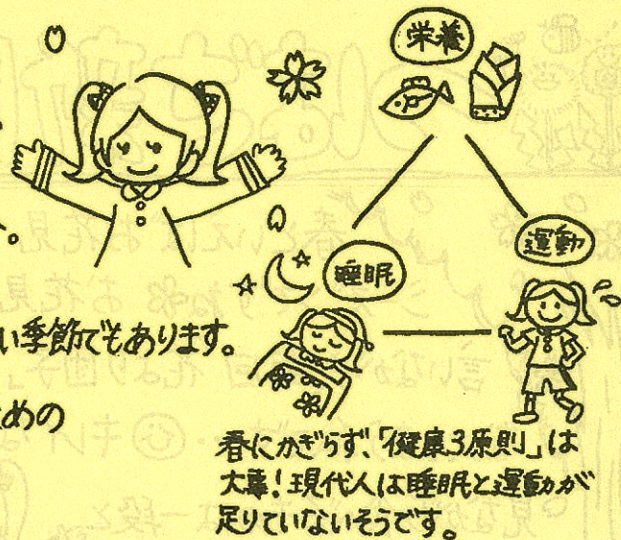 栄養
運動
睡眠
い季節でもあります。
ための
春にかぎらず、「健康3原則」は
大事！現代人は睡眠と運動が
足りていないそうです。